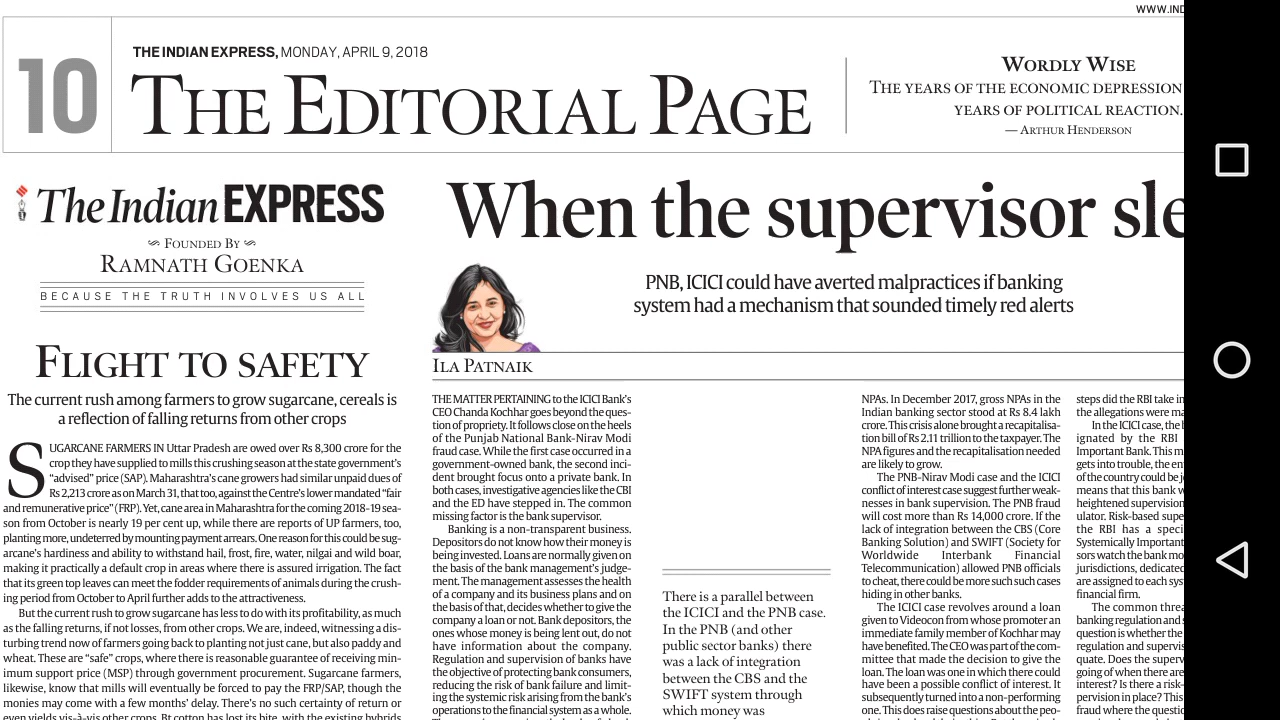 WWW.IND
10
THE INDIAN EXPRESS, MONDAY, APRIL 9, 2018
THE EDITORIAL PAGE
WORDLY WISE
THE YEARS OF THE ECONOMIC DEPRESSION
YEARS OF POLITICAL REACTION.
— ARTHUR HENDERSON
The Indian EXPRESS
FOUNDED BY
RAMNATH GOENKA
BECAUSE THE TRUTH INVOLVES US ALL
FLIGHT TO SAFETY
The current rush among farmers to grow sugarcane, cereals is
a reflection of falling returns from other crops
SUGARCANE FARMERS IN Uttar Pradesh are owed over Rs 8,300 crore for the
crop they have supplied to mills this crushing season at the state government's
"advised" price (SAP). Maharashtra's cane growers had similar unpaid dues of
Rs 2,213 crore as on March 31, that too, against the Centre's lower mandated "fair
and remunerative price" (FRP). Yet, cane area in Maharashtra for the coming 2018-19 sea-
son from October is nearly 19 per cent up, while there are reports of UP farmers, too,
planting more, undeterred by mounting payment arrears. One reason for this could be sug-
arcane's hardiness and ability to withstand hail, frost, fire, water, nilgai and wild boar,
making it practically a default crop in areas where there is assured irrigation. The fact
that its green top leaves can meet the fodder requirements of animals during the crush-
ing period from October to April further adds to the attractiveness.
But the current rush to grow sugarcane has less to do with its profitability, as much
as the falling returns, if not losses, from other crops. We are, indeed, witnessing a dis-
turbing trend now of farmers going back to planting not just cane, but also paddy and
wheat. These are "safe" crops, where there is reasonable guarantee of receiving min-
imum support price (MSP) through government procurement. Sugarcane farmers,
likewise, know that mills will eventually be forced to pay the FRP/SAP, though the
monies may come with a few months' delay. There's no such certainty of return or
even yields vis-à-vis other crops. Bt cotton has lost its bite, with the existing hybrids
When the supervisor sle
PNB, ICICI could have averted malpractices if banking
system had a mechanism that sounded timely red alerts
ILA PATNAIK
THE MATTER PERTAINING to the ICICI Bank's
CEO Chanda Kochhar goes beyond the ques-
tion of propriety. It follows close on the heels
of the Punjab National Bank-Nirav Modi
fraud case. While the first case occurred in a
government-owned bank, the second inci-
dent brought focus onto a private bank. In
both cases, investigative agencies like the CBI
and the ED have stepped in. The common
missing factor is the bank supervisor.
Banking is a non-transparent business.
Depositors do not know how their money is
being invested. Loans are normally given on
the basis of the bank management's judge-
ment. The management assesses the health
of a company and its business plans and on
the basis of that, decides whether to give the
company a loan or not. Bank depositors, the
ones whose money is being lent out, do not
have information about the company.
Regulation and supervision of banks have
the objective of protecting bank consumers,
reducing the risk of bank failure and limit-
ing the systemic risk arising from the bank's
operations to the financial system as a whole.
There is a parallel between
the ICICI and the PNB case.
In the PNB (and other
public sector banks) there
was a lack of integration
between the CBS and the
SWIFT system through
which money was
NPAs. In December 2017, gross NPAs in the
Indian banking sector stood at Rs 8.4 lakh
crore. This crisis alone brought a recapitalisa-
tion bill of Rs 2.11 trillion to the taxpayer. The
NPA figures and the recapitalisation needed
are likely to grow.
The PNB-Nirav Modi case and the ICICI
conflict of interest case suggest further weak-
nesses in bank supervision. The PNB fraud
will cost more than Rs 14,000 crore. If the
lack of integration between the CBS (Core
Banking Solution) and SWIFT (Society for
Worldwide Interbank Financial
Telecommunication) allowed PNB officials
to cheat, there could be more such such cases
hiding in other banks.
The ICICI case revolves around a loan
given to Videocon from whose promoter an
immediate family member of Kochhar may
have benefited. The CEO was part of the com-
mittee that made the decision to give the
loan. The loan was one in which there could
have been a possible conflict of interest. It
subsequently turned into a non-performing
one. This does raise questions about the peo-
steps did the RBI take in
the allegations were ma
In the ICICI case, the b
ignated by the RBI
Important Bank. This m
gets into trouble, the en
of the country could be je
means that this bank w
heightened supervision
ulator. Risk-based supe
the RBI has a speci
Systemically Important
sors watch the bank mo
jurisdictions, dedicated
are assigned to each sys
financial firm.
The common threa
banking regulation and s
question is whether the
regulation and supervis
quate. Does the superv
going of when there are
interest? Is there a risk-
pervision in place? This
fraud where the questi